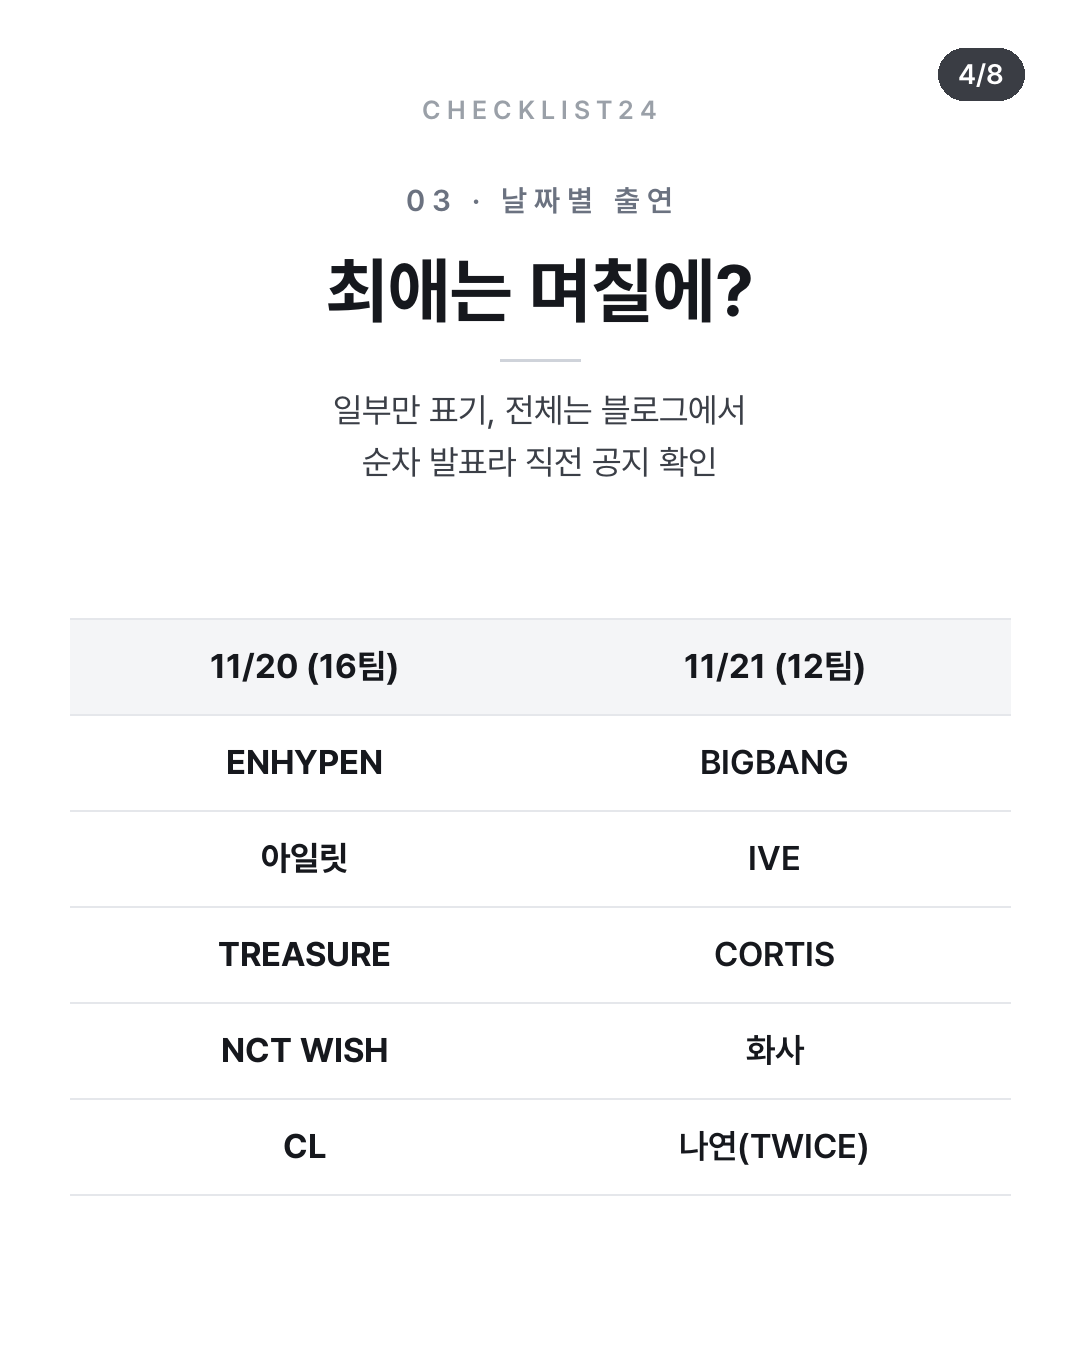 4/8
CHECKLIST24
03 · 날짜별 출연
최애는 며칠에?
일부만 표기, 전체는 블로그에서
순차 발표라 직전 공지 확인
11/20 (16팀) 11/21 (12팀)
ENHYPEN BIGBANG
아일릿 IVE
TREASURE CORTIS
NCT WISH 화사
CL 나연(TWICE)